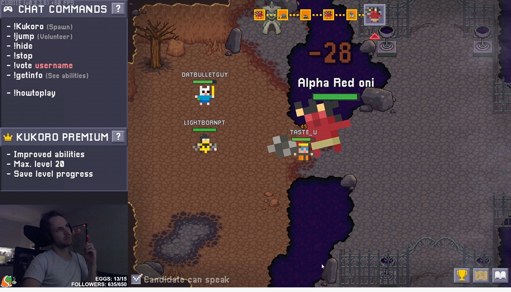 CHAT COMMANDS ?
- !Kukoro (Spawn)
- !jump (Volunteer)
- !hide
- !stop
- !vote username
- !getinfo (See abilities)
- !howtoplay
KUKORO PREMIUM ?
- Improved abilities
- Max. level 20
- Save level progress
EGGS: 13/15
FOLLOWERS: 635/650
-28
Alpha Red oni
OATBULLETGUY
LIGHTBORNPT
TASTE_U
Candidate can speak